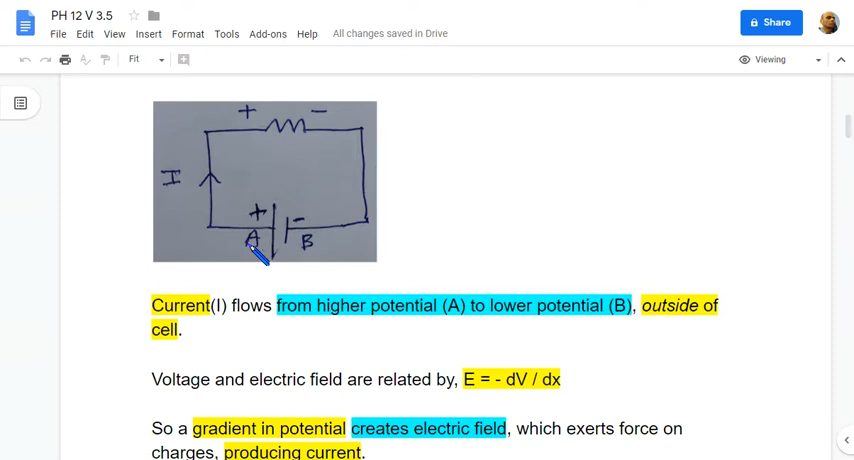 PH 12 V 3.5
File Edit View Insert Format Tools Add-ons Help All changes saved in Drive
Share
Fit
Viewing
+ −
I
+ −
A B
Current(I) flows from higher potential (A) to lower potential (B), outside of
cell.
Voltage and electric field are related by, E = - dV / dx
So a gradient in potential creates electric field, which exerts force on
charges, producing current.